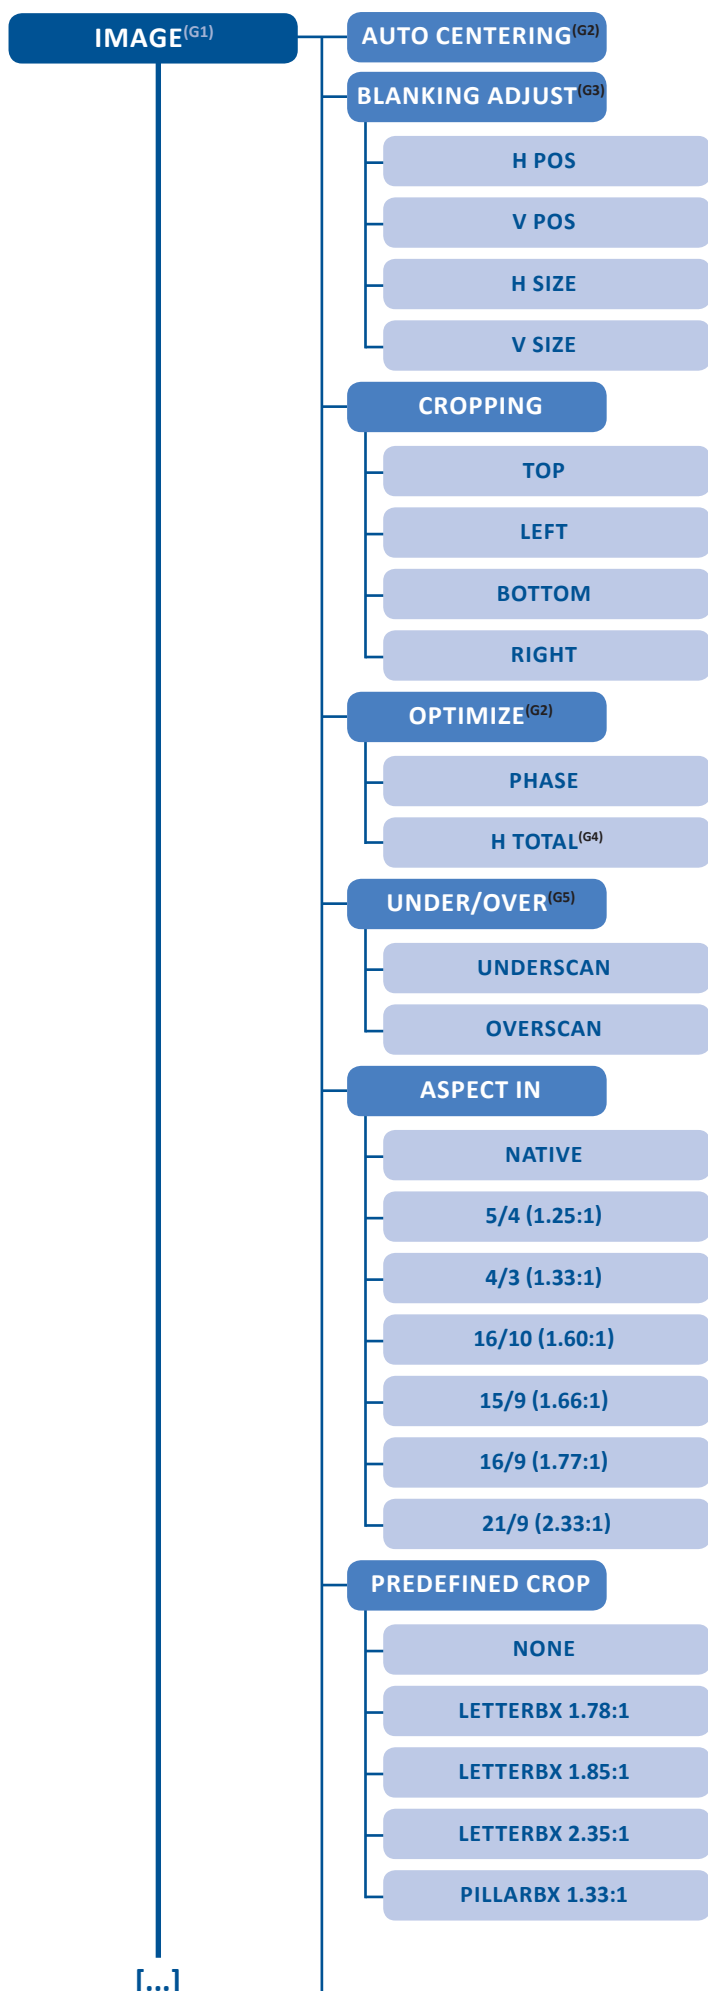 IMAGE(G1)
AUTO CENTERING(G2)
BLANKING ADJUST(G3)
H POS
V POS
H SIZE
V SIZE
CROPPING
TOP
LEFT
BOTTOM
RIGHT
OPTIMIZE(G2)
PHASE
H TOTAL(G4)
UNDER/OVER(G5)
UNDERSCAN
OVERSCAN
ASPECT IN
NATIVE
5/4 (1.25:1)
4/3 (1.33:1)
16/10 (1.60:1)
15/9 (1.66:1)
16/9 (1.77:1)
21/9 (2.33:1)
PREDEFINED CROP
NONE
LETTERBX 1.78:1
LETTERBX 1.85:1
LETTERBX 2.35:1
PILLARBX 1.33:1
[...]